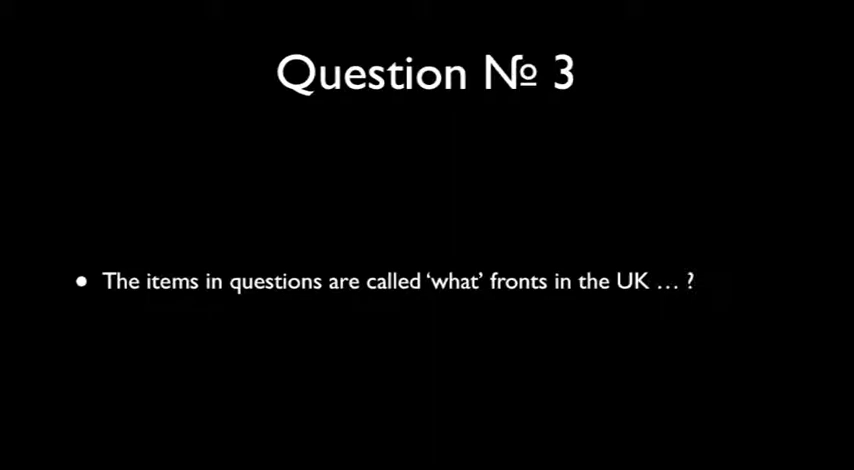 Question № 3
• The items in questions are called ‘what’ fronts in the UK … ?